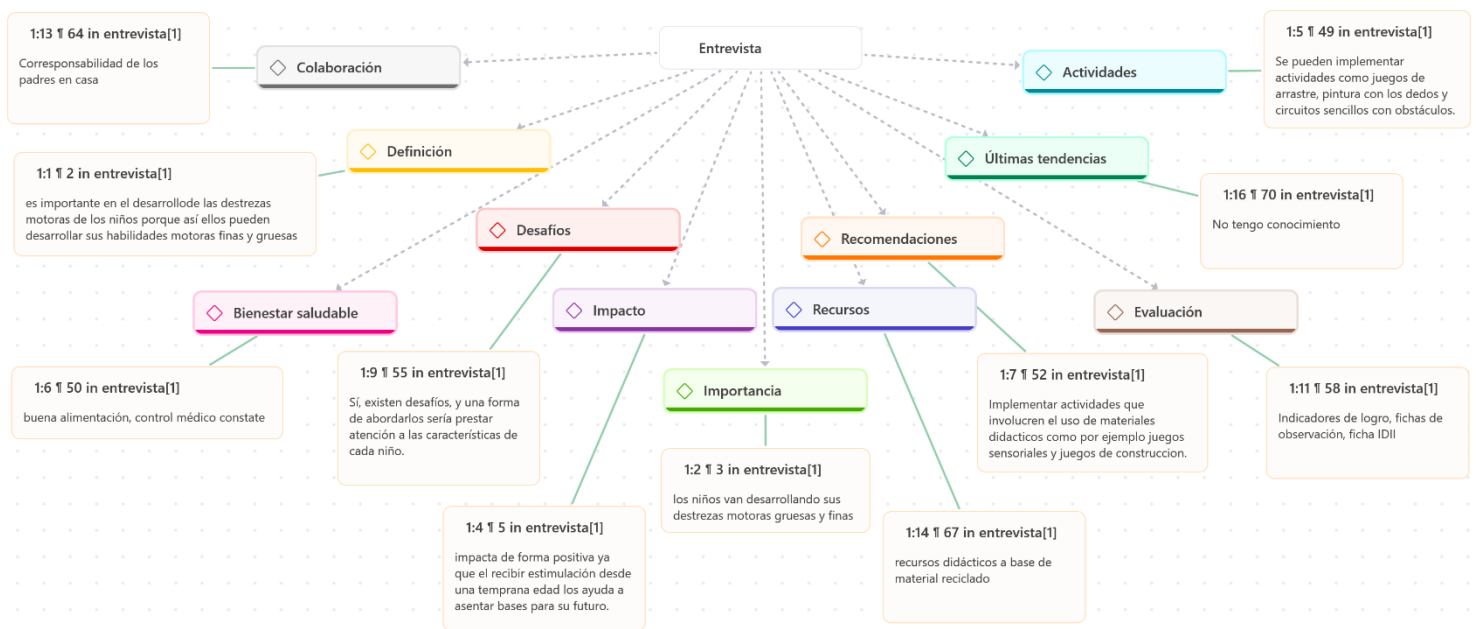 Entrevista
1:13 ¶ 64 in entrevista[1]
Corresponsabilidad de los
padres en casa
Colaboración
Actividades
1:5 ¶ 49 in entrevista[1]
Se pueden implementar
actividades como juegos de
arrastre, pintura con los dedos y
circuitos sencillos con obstáculos.
Definición
1:1 ¶ 2 in entrevista[1]
es importante en el desarrollode las destrezas
motoras de los niños porque así ellos pueden
desarrollar sus habilidades motoras finas y gruesas
Últimas tendencias
1:16 ¶ 70 in entrevista[1]
No tengo conocimiento
Desafíos
1:9 ¶ 55 in entrevista[1]
Sí, existen desafíos, y una forma
de abordarlos sería prestar
atención a las características de
cada niño.
Recomendaciones
1:7 ¶ 52 in entrevista[1]
Implementar actividades que
involucren el uso de materiales
didacticos como por ejemplo juegos
sensoriales y juegos de construccion.
Bienestar saludable
1:6 ¶ 50 in entrevista[1]
buena alimentación, control médico constate
Impacto
1:4 ¶ 5 in entrevista[1]
impacta de forma positiva ya
que el recibir estimulación desde
una temprana edad los ayuda a
asentar bases para su futuro.
Recursos
1:14 ¶ 67 in entrevista[1]
recursos didácticos a base de
material reciclado
Evaluación
1:11 ¶ 58 in entrevista[1]
Indicadores de logro, fichas de
observación, ficha IDII
Importancia
1:2 ¶ 3 in entrevista[1]
los niños van desarrollando sus
destrezas motoras gruesas y finas